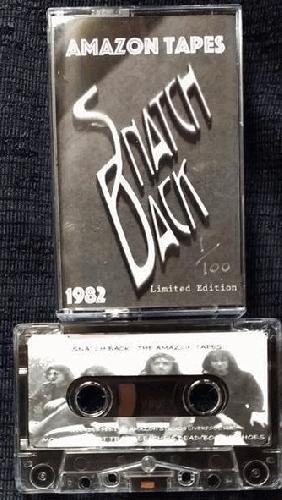 AMAZON TAPES
SNATCH
BACK
1/100
1982
Limited Edition
SNATCH-BACK THE AMAZON TAPES